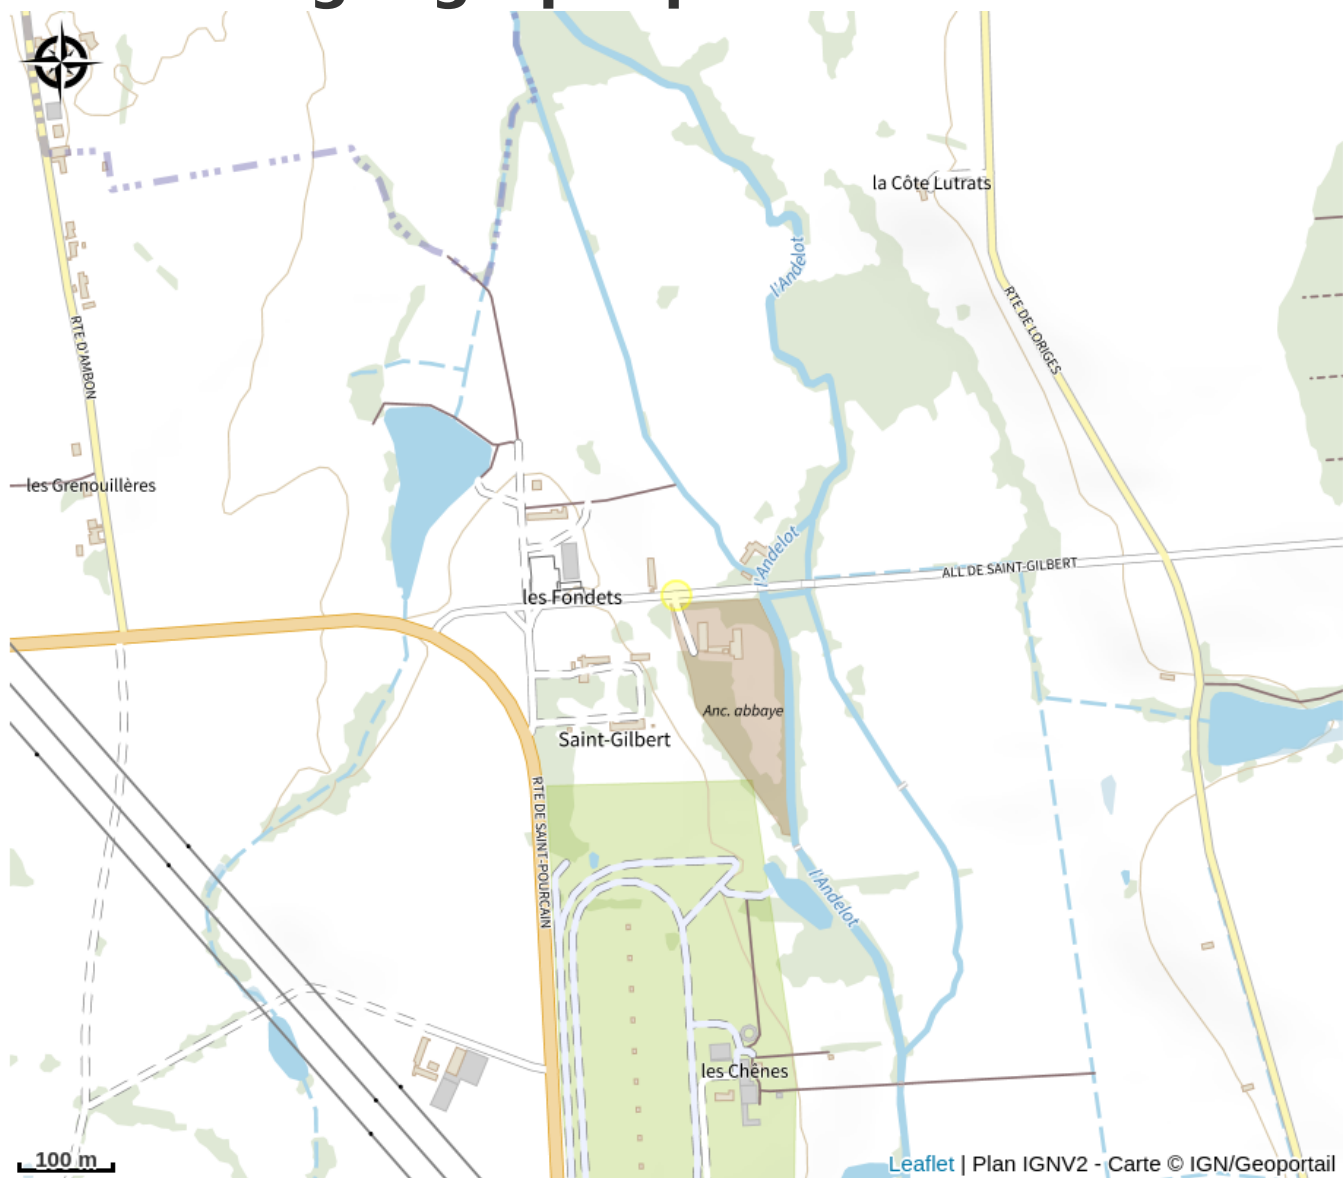 la Côte Lutrats
l'Andelot
RTE DE LORIGES
RTE D'AMBON
les Grenouillères
l'Andelot
ALL DE SAINT-GILBERT
les Fondets
Anc. abbaye
Saint-Gilbert
RTE DE SAINT-POURCAIN
l'Andelot
les Chênes
100 m
Leaflet | Plan IGNV2 - Carte © IGN/Geoportail